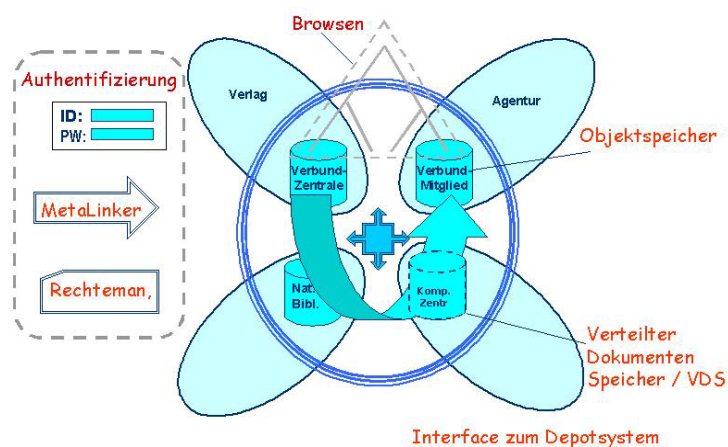 Browsen
Authentifizierung
ID:
PW:
MetaLinker
Rechteman,
Verlag
Agentur
Objektspeicher
Verbund-
Zentrale
Verbund-
Mitglied
Nat.
Bibl.
Komp.
Zentr
Verteilter
Dokumenten
Speicher / VDS
Interface zum Depotsystem